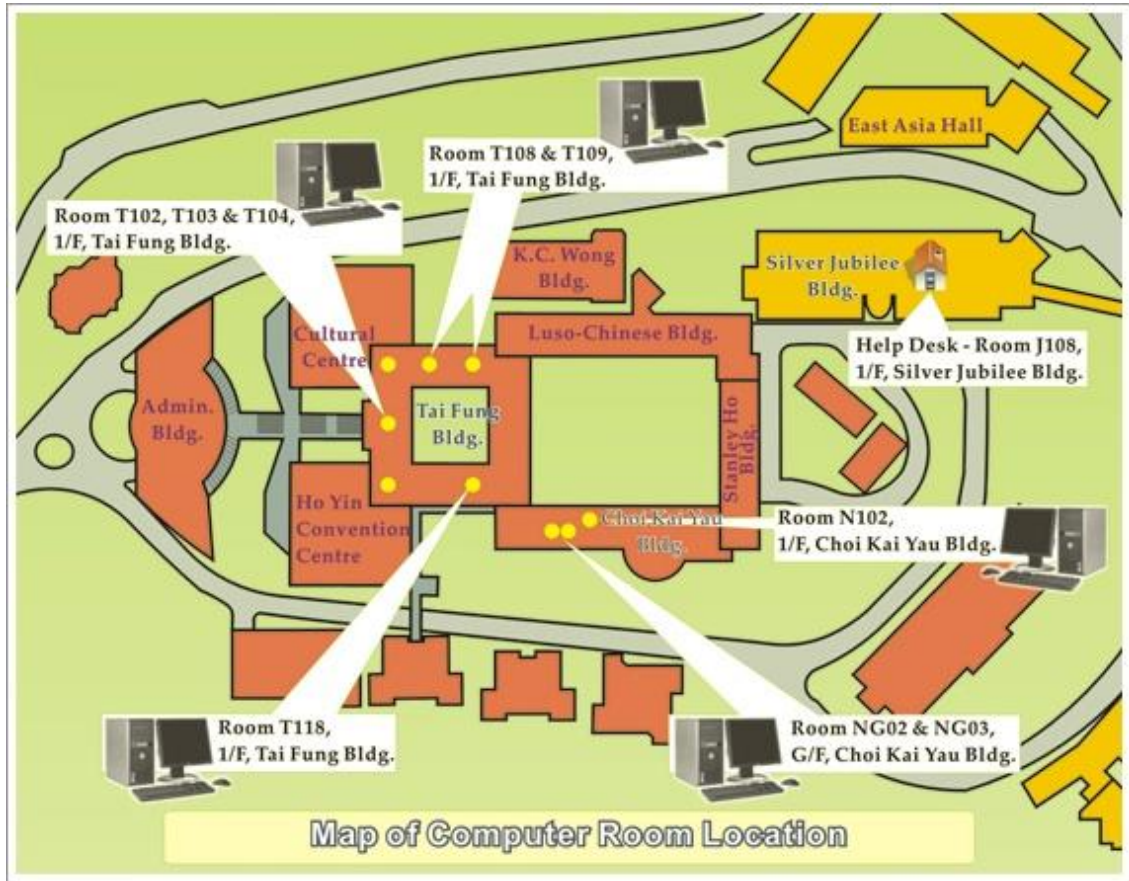 East Asia Hall
Room T108 & T109,
1/F, Tai Fung Bldg.
Room T102, T103 & T104,
1/F, Tai Fung Bldg.
K.C. Wong
Bldg.
Silver Jubilee
Bldg.
Cultural
Centre
Luso-Chinese Bldg.
Help Desk - Room J108,
1/F, Silver Jubilee Bldg.
Admin.
Bldg.
Tai Fung
Bldg.
Stanley Ho
Bldg.
Ho Yin
Convention
Centre
Choi Kai Yau
Bldg.
Room N102,
1/F, Choi Kai Yau Bldg.
Room T118,
1/F, Tai Fung Bldg.
Room NG02 & NG03,
G/F, Choi Kai Yau Bldg.
Map of Computer Room Location